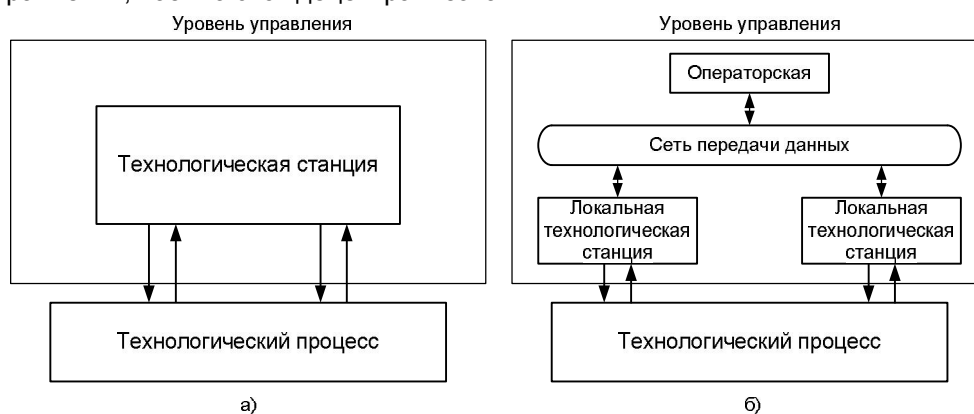 Уровень управления
Технологическая станция
Технологический процесс
а)
Уровень управления
Операторская
Сеть передачи данных
Локальная
технологическая
станция
Локальная
технологическая
станция
Технологический процесс
б)